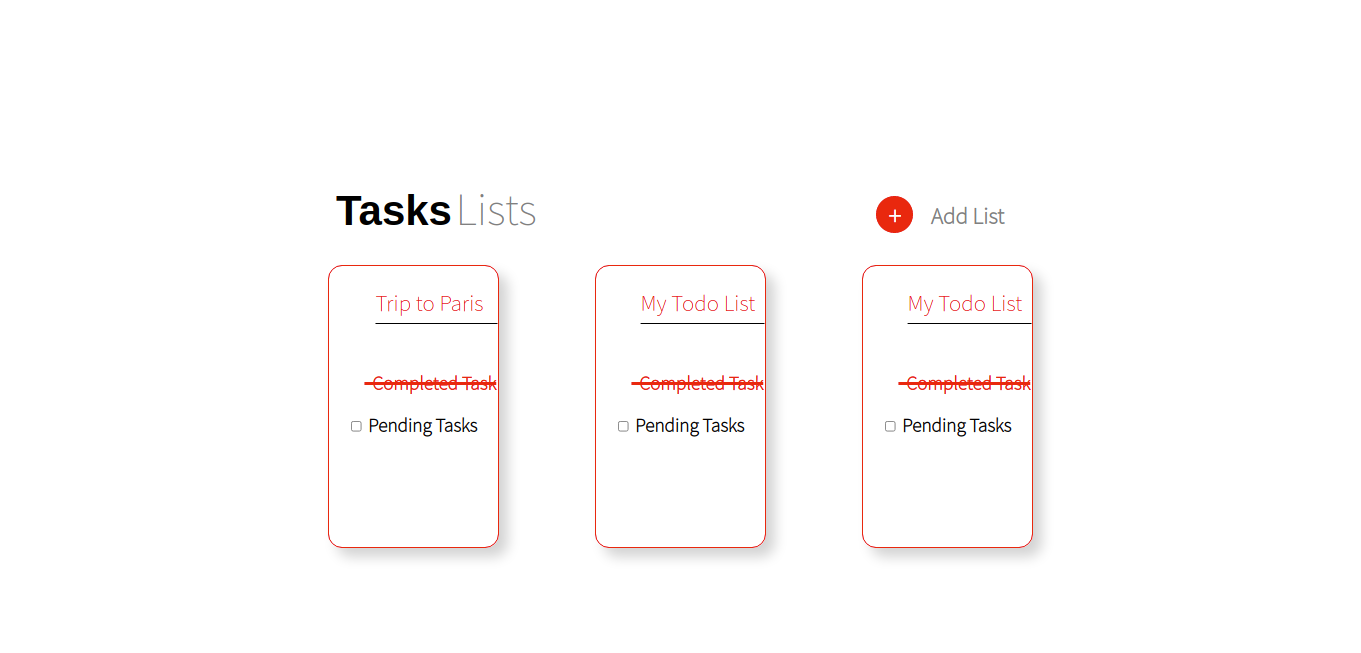 Tasks Lists
+ Add List
Trip to Paris
Completed Task
Pending Tasks
My Todo List
Completed Task
Pending Tasks
My Todo List
Completed Task
Pending Tasks